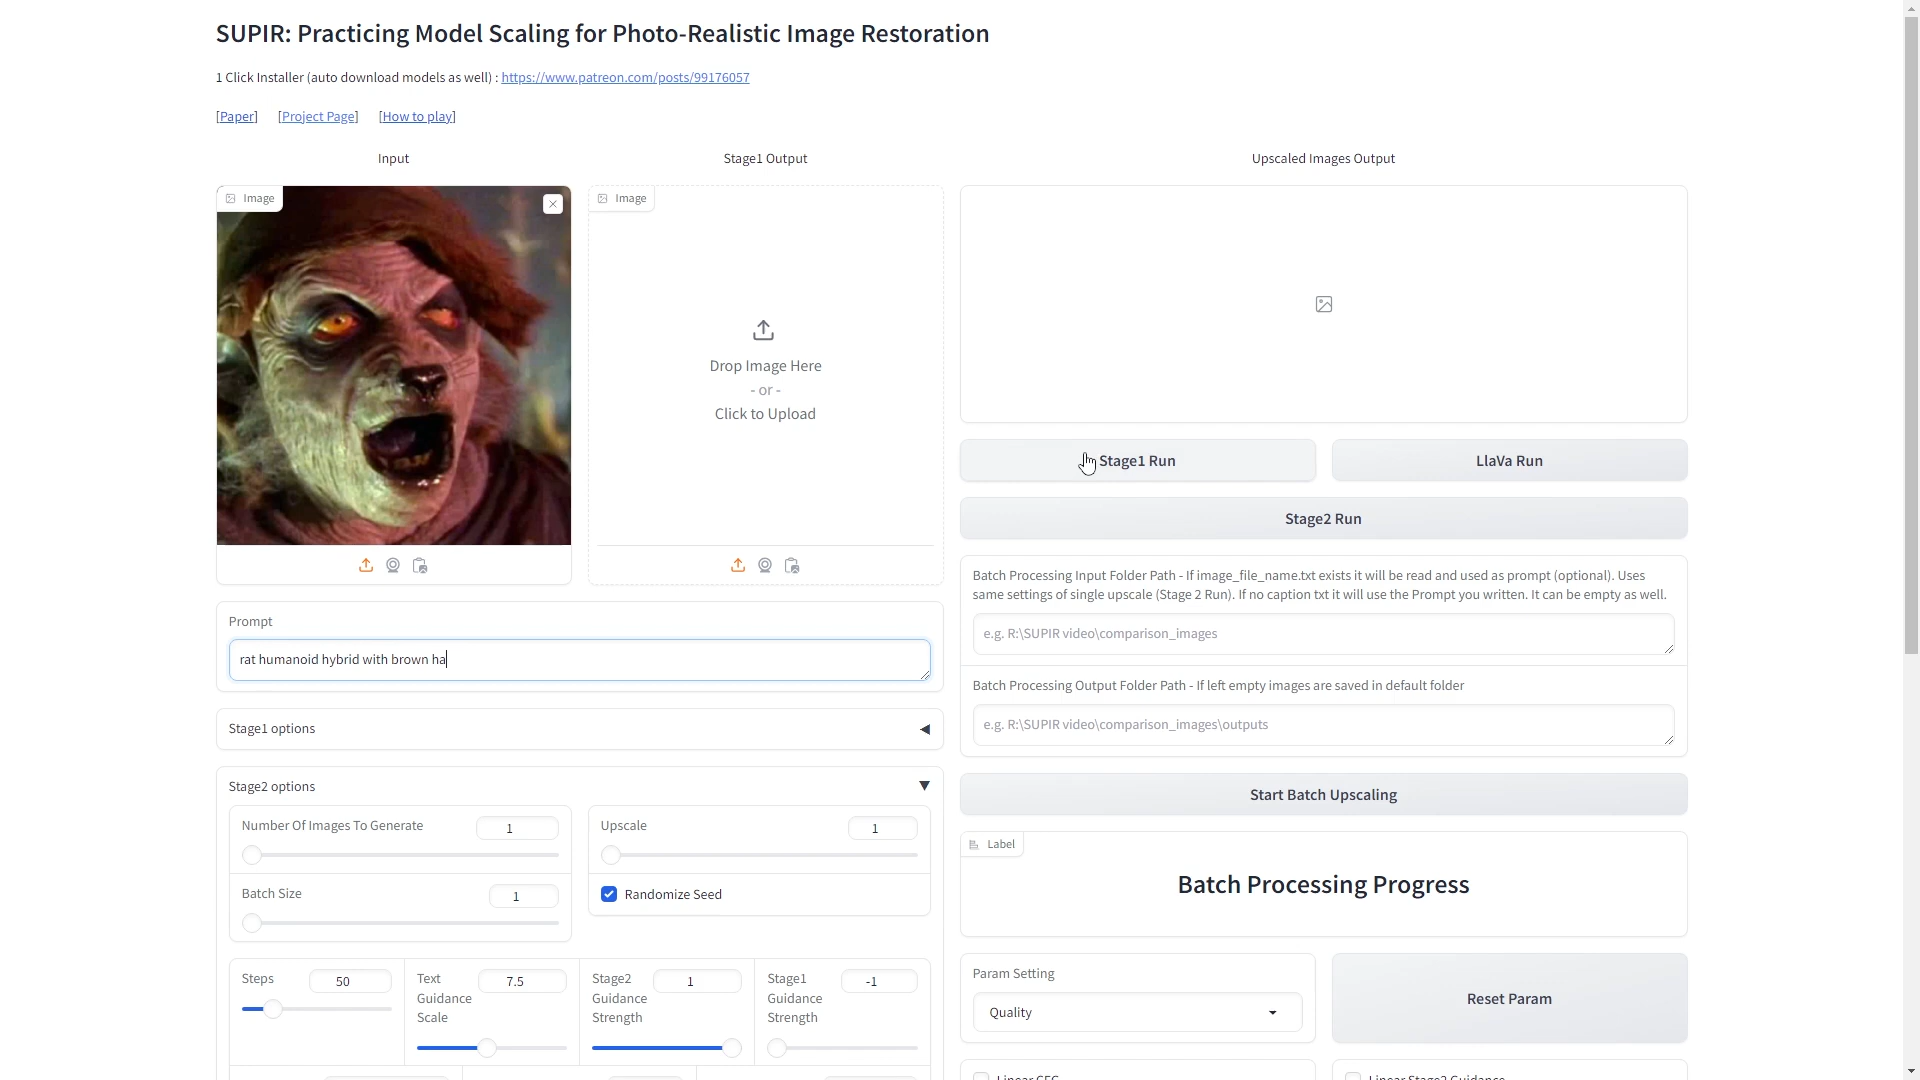 SUPIR: Practicing Model Scaling for Photo-Realistic Image Restoration
1 Click Installer (auto download models as well) : https://www.patreon.com/posts/99176057
[Paper] [Project Page] [How to play]
Input
Stage1 Output
Upscaled Images Output
Image
Image
Drop Image Here
- or -
Click to Upload
Stage1 Run
LlaVa Run
Stage2 Run
Batch Processing Input Folder Path - If image_file_name.txt exists it will be read and used as prompt (optional). Uses
same settings of single upscale (Stage 2 Run). If no caption txt it will use the Prompt you written. It can be empty as well.
e.g. R:\SUPIR video\comparison_images
Prompt
rat humanoid hybrid with brown ha
Batch Processing Output Folder Path - If left empty images are saved in default folder
e.g. R:\SUPIR video\comparison_images\outputs
Stage1 options
Stage2 options
Start Batch Upscaling
Number Of Images To Generate 1
Upscale 1
Label
Batch Processing Progress
Batch Size 1
Randomize Seed
Steps 50
Text
Guidance
Scale
7.5
Stage2
Guidance
Strength
1
Stage1
Guidance
Strength
-1
Param Setting
Quality
Reset Param
Linear CFG
Linear Stage2 Guidance